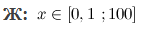 Ж: x ∈ [0, 1 ; 100]